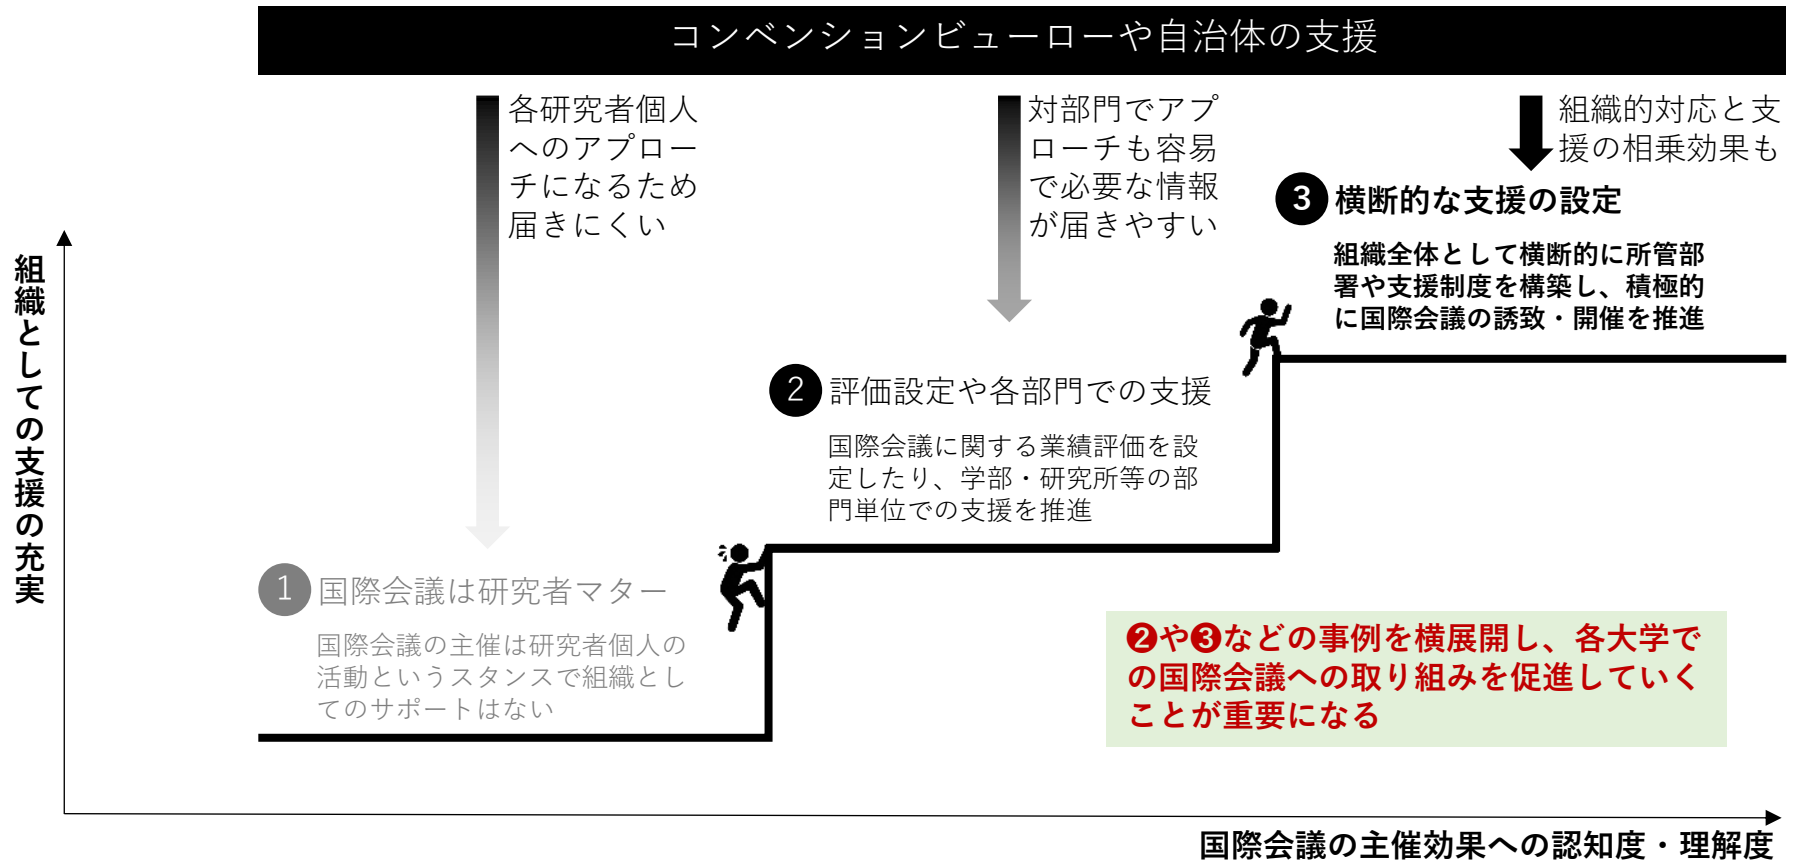 コンベンションビューローや自治体の支援
各研究者個人
へのアプロー
チになるため
届きにくい
対部門でアプ
ローチも容易
で必要な情報
が届きやすい
組織的対応と支
援の相乗効果も
3 横断的な支援の設定
組織全体として横断的に所管部
署や支援制度を構築し、積極的
に国際会議の誘致・開催を推進
2 評価設定や各部門での支援
国際会議に関する業績評価を設
定したり、学部・研究所等の部
門単位での支援を推進
1 国際会議は研究者マター
国際会議の主催は研究者個人の
活動というスタンスで組織とし
てのサポートはない
❷や❸などの事例を横展開し、各大学で
の国際会議への取り組みを促進していく
ことが重要になる
組織としての支援の充実
国際会議の主催効果への認知度・理解度